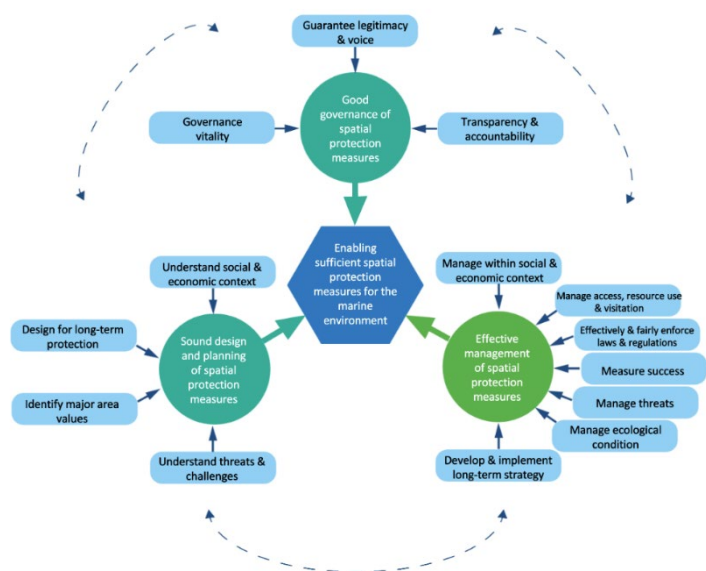 Guarantee legitimacy
& voice
Good
governance of
spatial
protection
measures
Governance
vitality
Transparency &
accountability
Enabling
sufficient spatial
protection
measures for the
marine
environment
Understand social &
economic context
Design for long-term
protection
Sound design
and planning
of spatial
protection
measures
Identify major area
values
Understand threats &
challenges
Manage within social &
economic context
Manage access, resource use
& visitation
Effectively & fairly enforce
laws & regulations
Effective
management
of spatial
protection
measures
Measure success
Manage threats
Manage ecological
condition
Develop & implement
long-term strategy